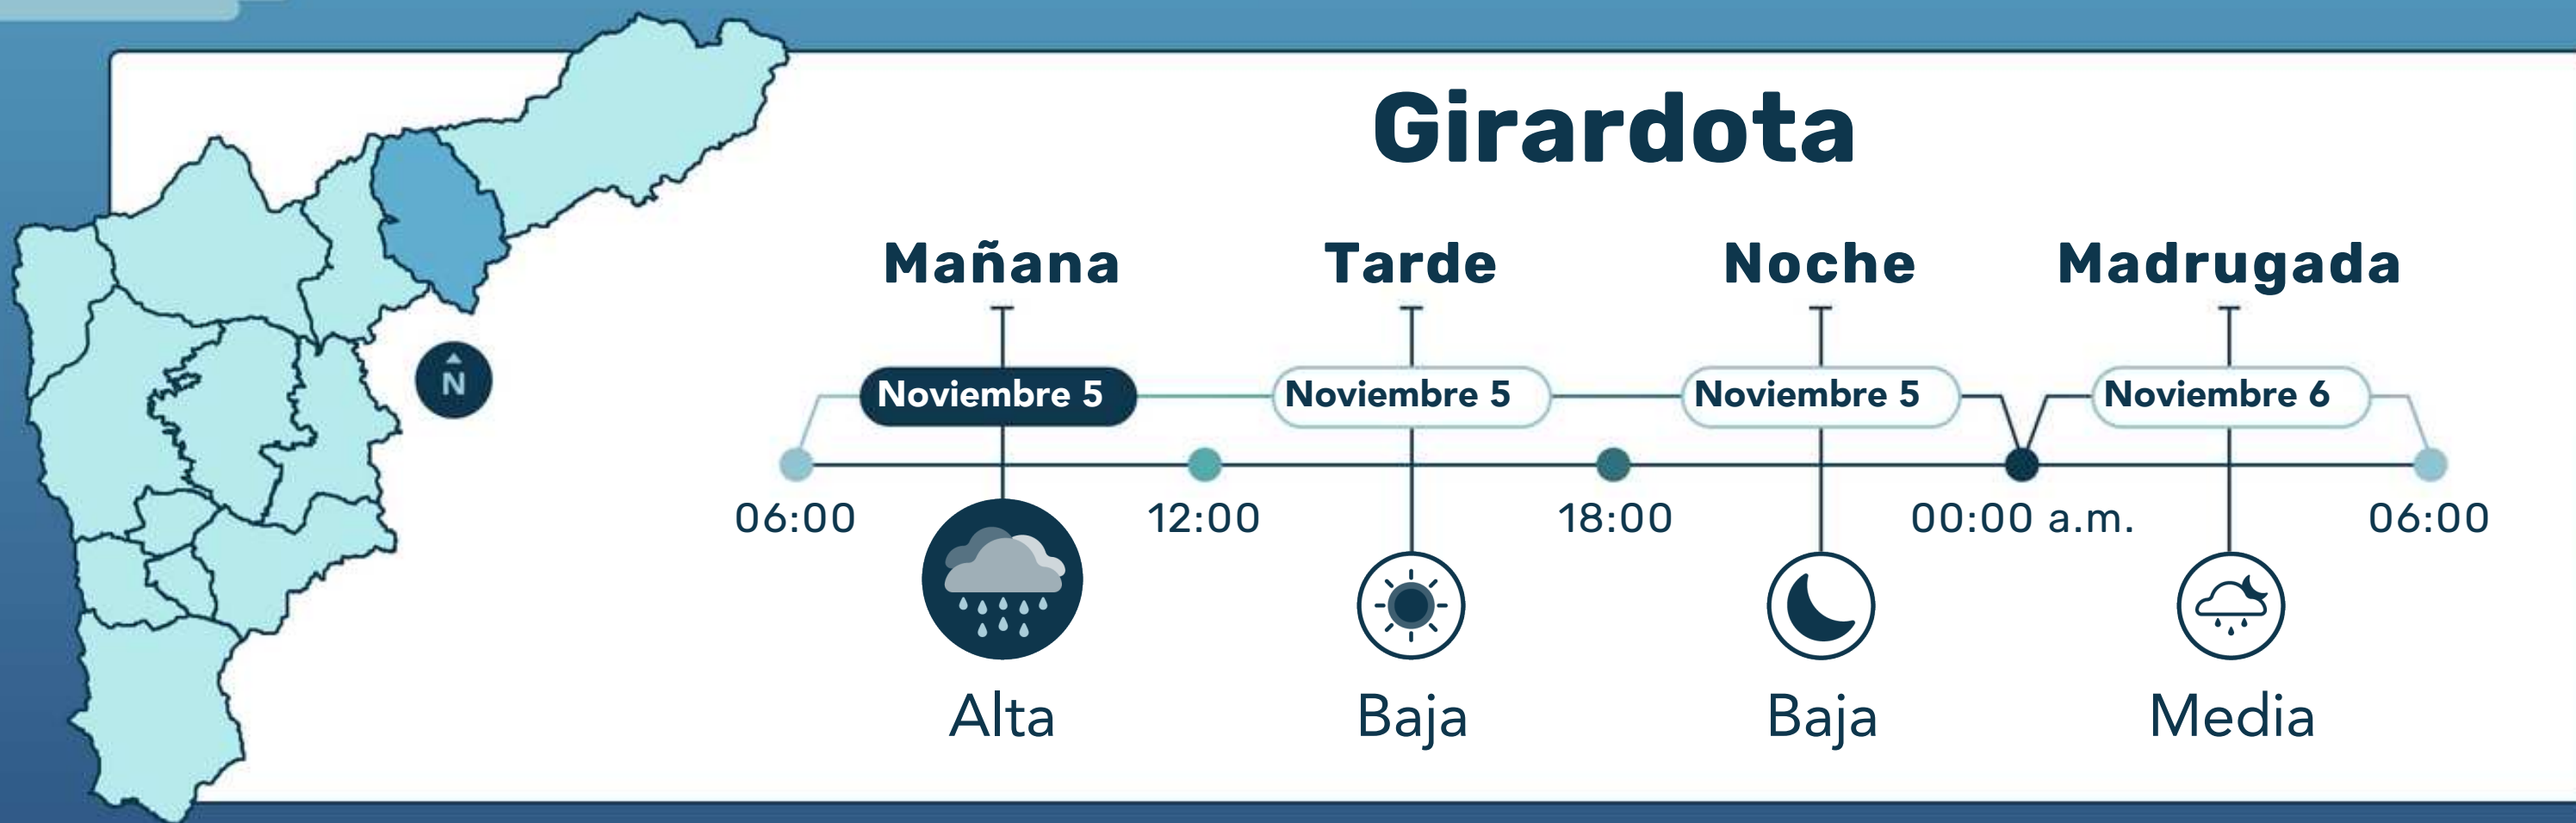 Girardota
Mañana Tarde Noche Madrugada
Noviembre 5 Noviembre 5 Noviembre 5 Noviembre 6
N
06:00 12:00 18:00 00:00 a.m. 06:00
Alta Baja Baja Media